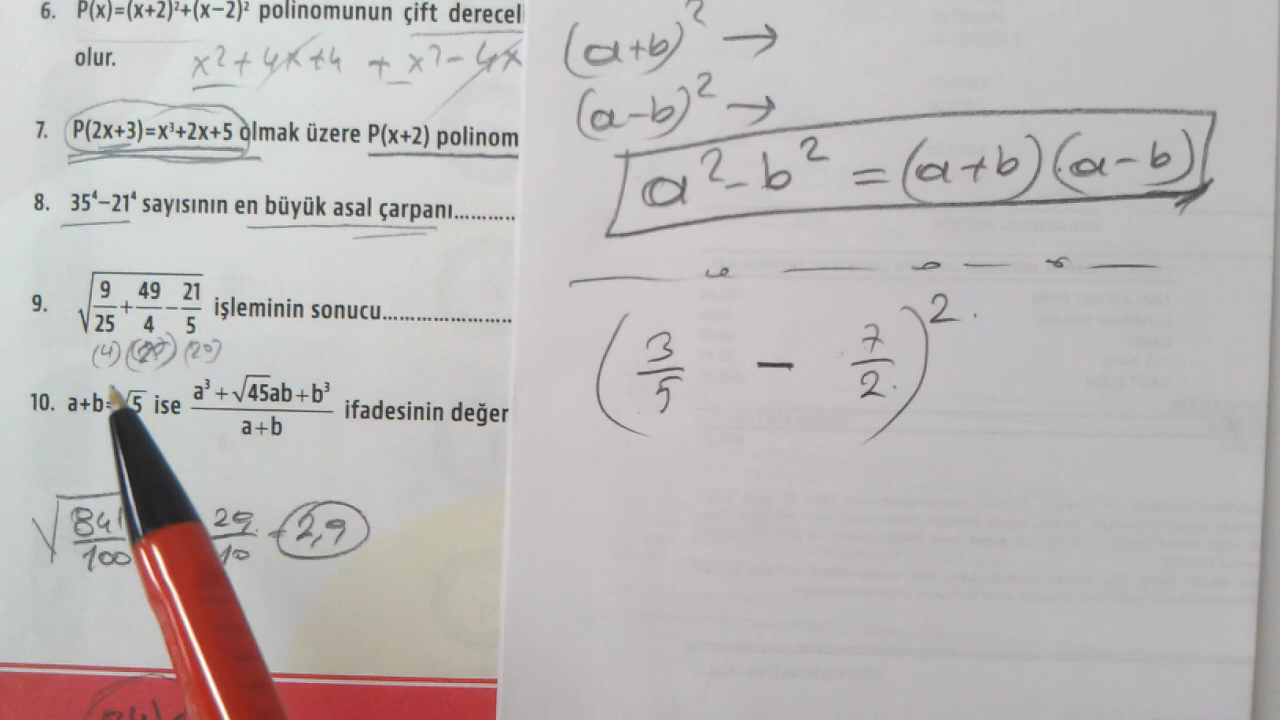 6. P(x)=(x+2)²+(x−2)² polinomunun çift derecel
olur.
x²+4x+4 + x²−4x
7. P(2x+3)=x³+2x+5 olmak üzere P(x+2) polinom
8. 35⁴−21⁴ sayısının en büyük asal çarpanı...........
9. √(9/25+49/4−21/5) işleminin sonucu......................
(4) (20)
10. a+b=√5 ise (a³+√45ab+b³)/(a+b) ifadesinin değer
√(841/100) 29/10 2,9
(a+b)² →
(a−b)² →
a²−b² = (a+b)(a−b)
(3/5 − 7/2)²